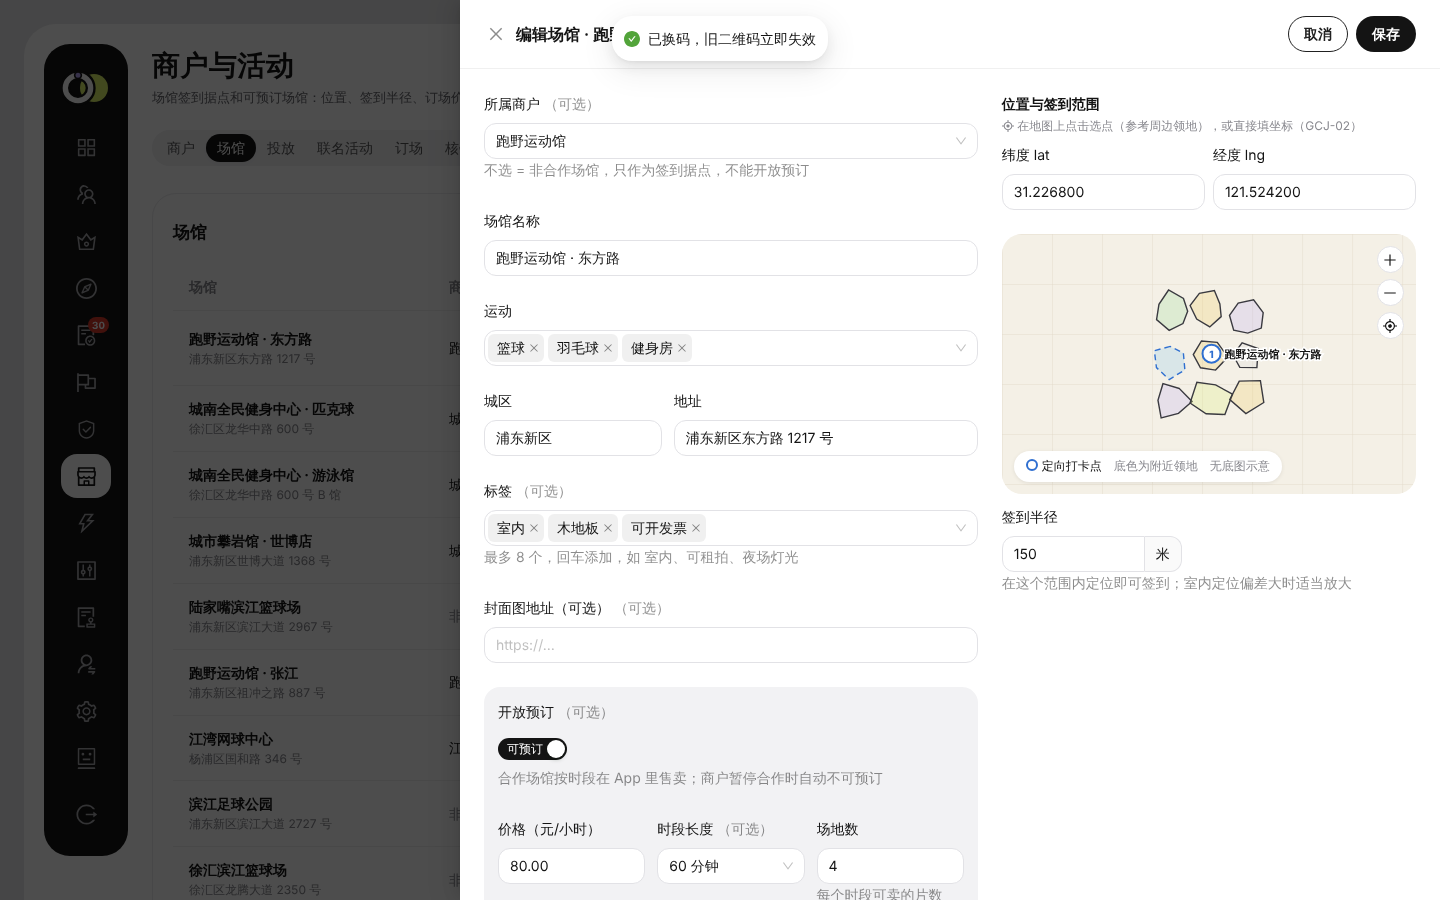 商户与活动
场馆签到据点和可预订场馆：位置、签到半径、订场价
商户 场馆 投放 联名活动 订场 核
30
场馆
场馆
跑野运动馆 · 东方路
浦东新区东方路 1217 号
城南全民健身中心 · 匹克球
徐汇区龙华中路 600 号
城南全民健身中心 · 游泳馆
徐汇区龙华中路 600 号 B 馆
城市攀岩馆 · 世博店
浦东新区世博大道 1368 号
陆家嘴滨江篮球场
浦东新区滨江大道 2967 号
跑野运动馆 · 张江
浦东新区祖冲之路 887 号
江湾网球中心
杨浦区国和路 346 号
滨江足球公园
浦东新区滨江大道 2727 号
徐汇滨江篮球场
徐汇区龙腾大道 2350 号
编辑场馆 · 跑
已换码，旧二维码立即失效
取消
保存
所属商户 （可选）
跑野运动馆
不选 = 非合作场馆，只作为签到据点，不能开放预订
场馆名称
跑野运动馆 · 东方路
运动
篮球 羽毛球 健身房
城区 地址
浦东新区 浦东新区东方路 1217 号
标签 （可选）
室内 木地板 可开发票
最多 8 个，回车添加，如 室内、可租拍、夜场灯光
封面图地址（可选） （可选）
https://...
开放预订 （可选）
可预订
合作场馆按时段在 App 里售卖；商户暂停合作时自动不可预订
价格（元/小时） 时段长度 （可选） 场地数
80.00 60 分钟 4
每个时段可卖的片数
位置与签到范围
在地图上点击选点（参考周边领地），或直接填坐标（GCJ-02）
纬度 lat 经度 lng
31.226800 121.524200
1 跑野运动馆 · 东方路
定向打卡点 底色为附近领地 无底图示意
签到半径
150 米
在这个范围内定位即可签到；室内定位偏差大时适当放大